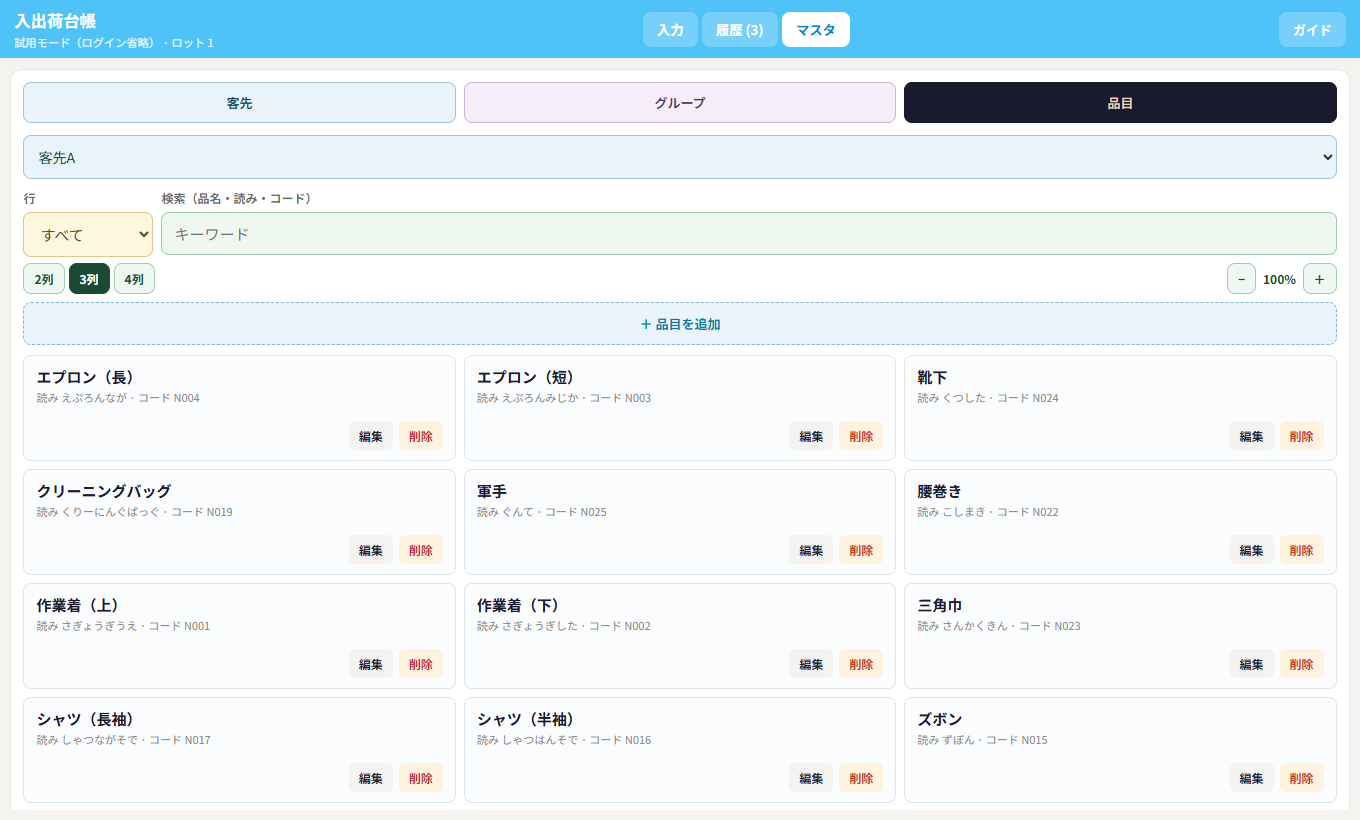 入出荷台帳
試用モード（ログイン省略）・ロット 1
入力
履歴 (3)
マスタ
ガイド
客先
グループ
品目
客先A
行
検索（品名・読み・コード）
すべて
キーワード
2列
3列
4列
−
100%
＋
＋ 品目を追加
エプロン（長）
読み えぷろんなが · コード N004
編集
削除
エプロン（短）
読み えぷろんみじか · コード N003
編集
削除
靴下
読み くつした · コード N024
編集
削除
クリーニングバッグ
読み くりーにんぐばっぐ · コード N019
編集
削除
軍手
読み ぐんて · コード N025
編集
削除
腰巻き
読み こしまき · コード N022
編集
削除
作業着（上）
読み さぎょうぎうえ · コード N001
編集
削除
作業着（下）
読み さぎょうぎした · コード N002
編集
削除
三角巾
読み さんかくきん · コード N023
編集
削除
シャツ（長袖）
読み しゃつながそで · コード N017
編集
削除
シャツ（半袖）
読み しゃつはんそで · コード N016
編集
削除
ズボン
読み ずぼん · コード N015
編集
削除